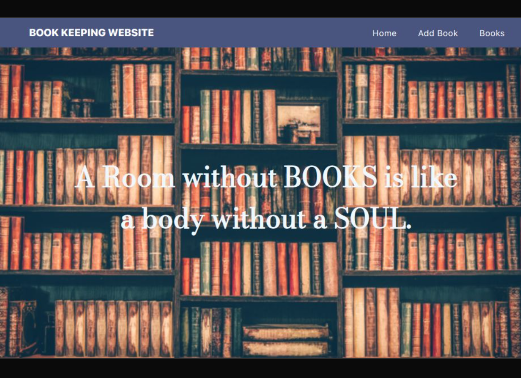 BOOK KEEPING WEBSITE
Home Add Book Books
A Room without BOOKS is like
a body without a SOUL.